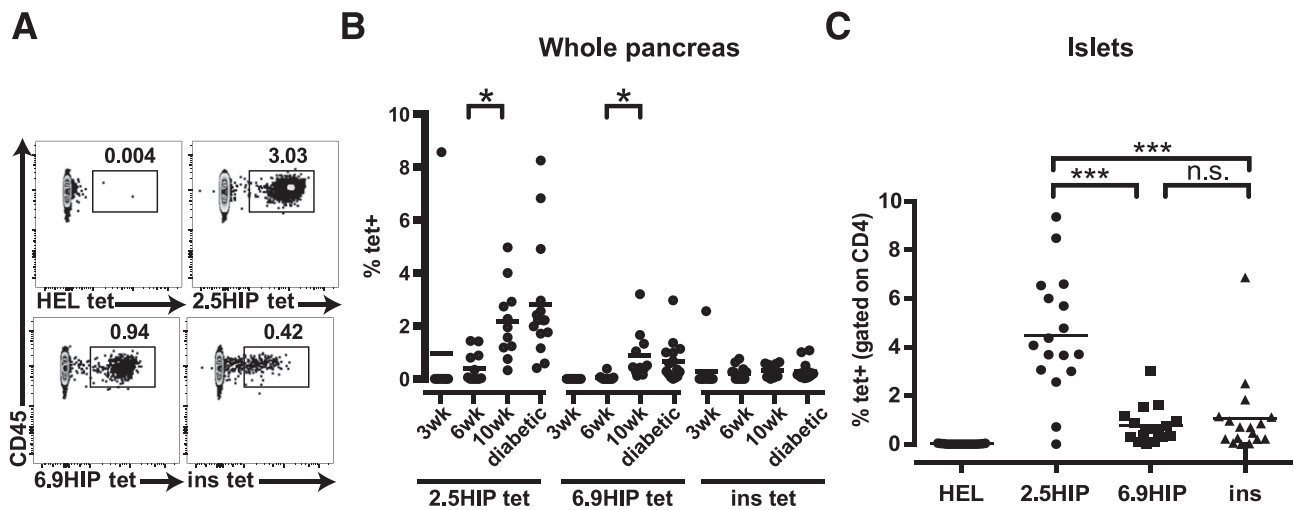 A
0.004
3.03
HEL tet
2.5HIP tet
0.94
0.42
CD45
6.9HIP tet
ins tet
B
Whole pancreas
*
*
% tet+
10
8
6
4
2
0
3wk
6wk
10wk
diabetic
3wk
6wk
10wk
diabetic
3wk
6wk
10wk
diabetic
2.5HIP tet
6.9HIP tet
ins tet
C
Islets
***
***
n.s.
% tet+ (gated on CD4)
10
8
6
4
2
0
HEL
2.5HIP
6.9HIP
ins